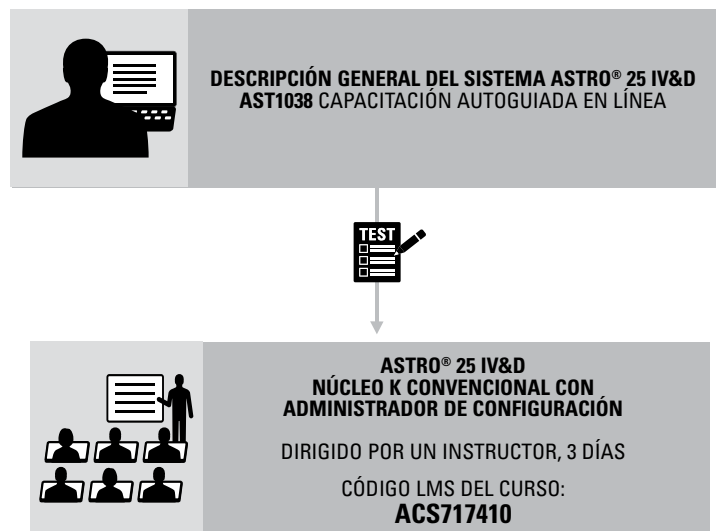 DESCRIPCIÓN GENERAL DEL SISTEMA ASTRO® 25 IV&D
AST1038 CAPACITACIÓN AUTOGUIADA EN LÍNEA
TEST
ASTRO® 25 IV&D
NÚCLEO K CONVENCIONAL CON
ADMINISTRADOR DE CONFIGURACIÓN
DIRIGIDO POR UN INSTRUCTOR, 3 DÍAS
CÓDIGO LMS DEL CURSO:
ACS717410